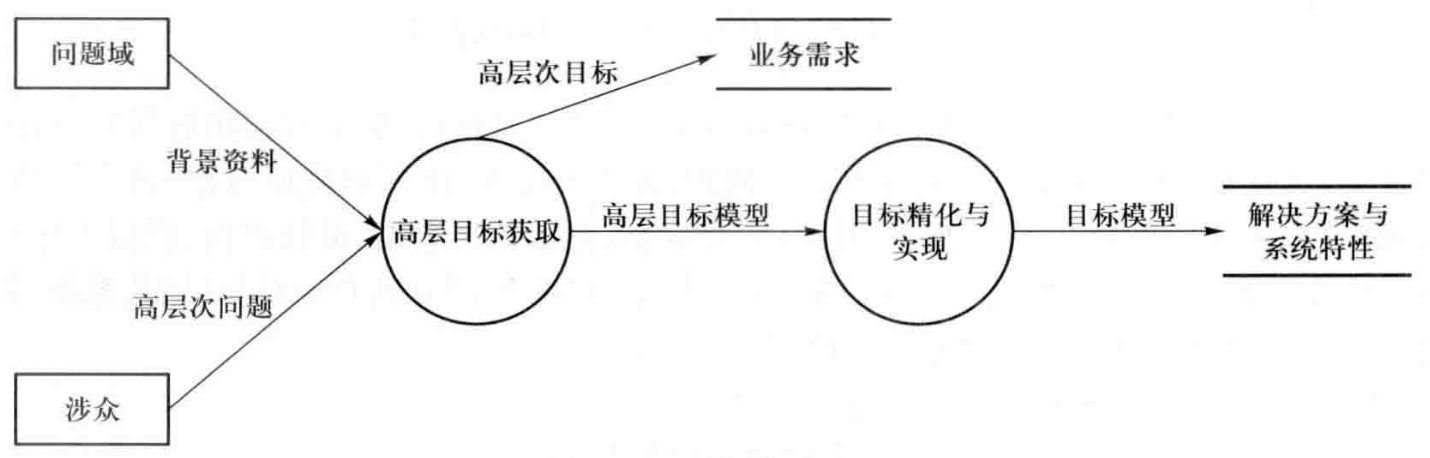 问题域
高层次目标
业务需求
背景资料
高层目标获取
高层目标模型
目标精化与
实现
目标模型
解决方案与
系统特性
高层次问题
涉众